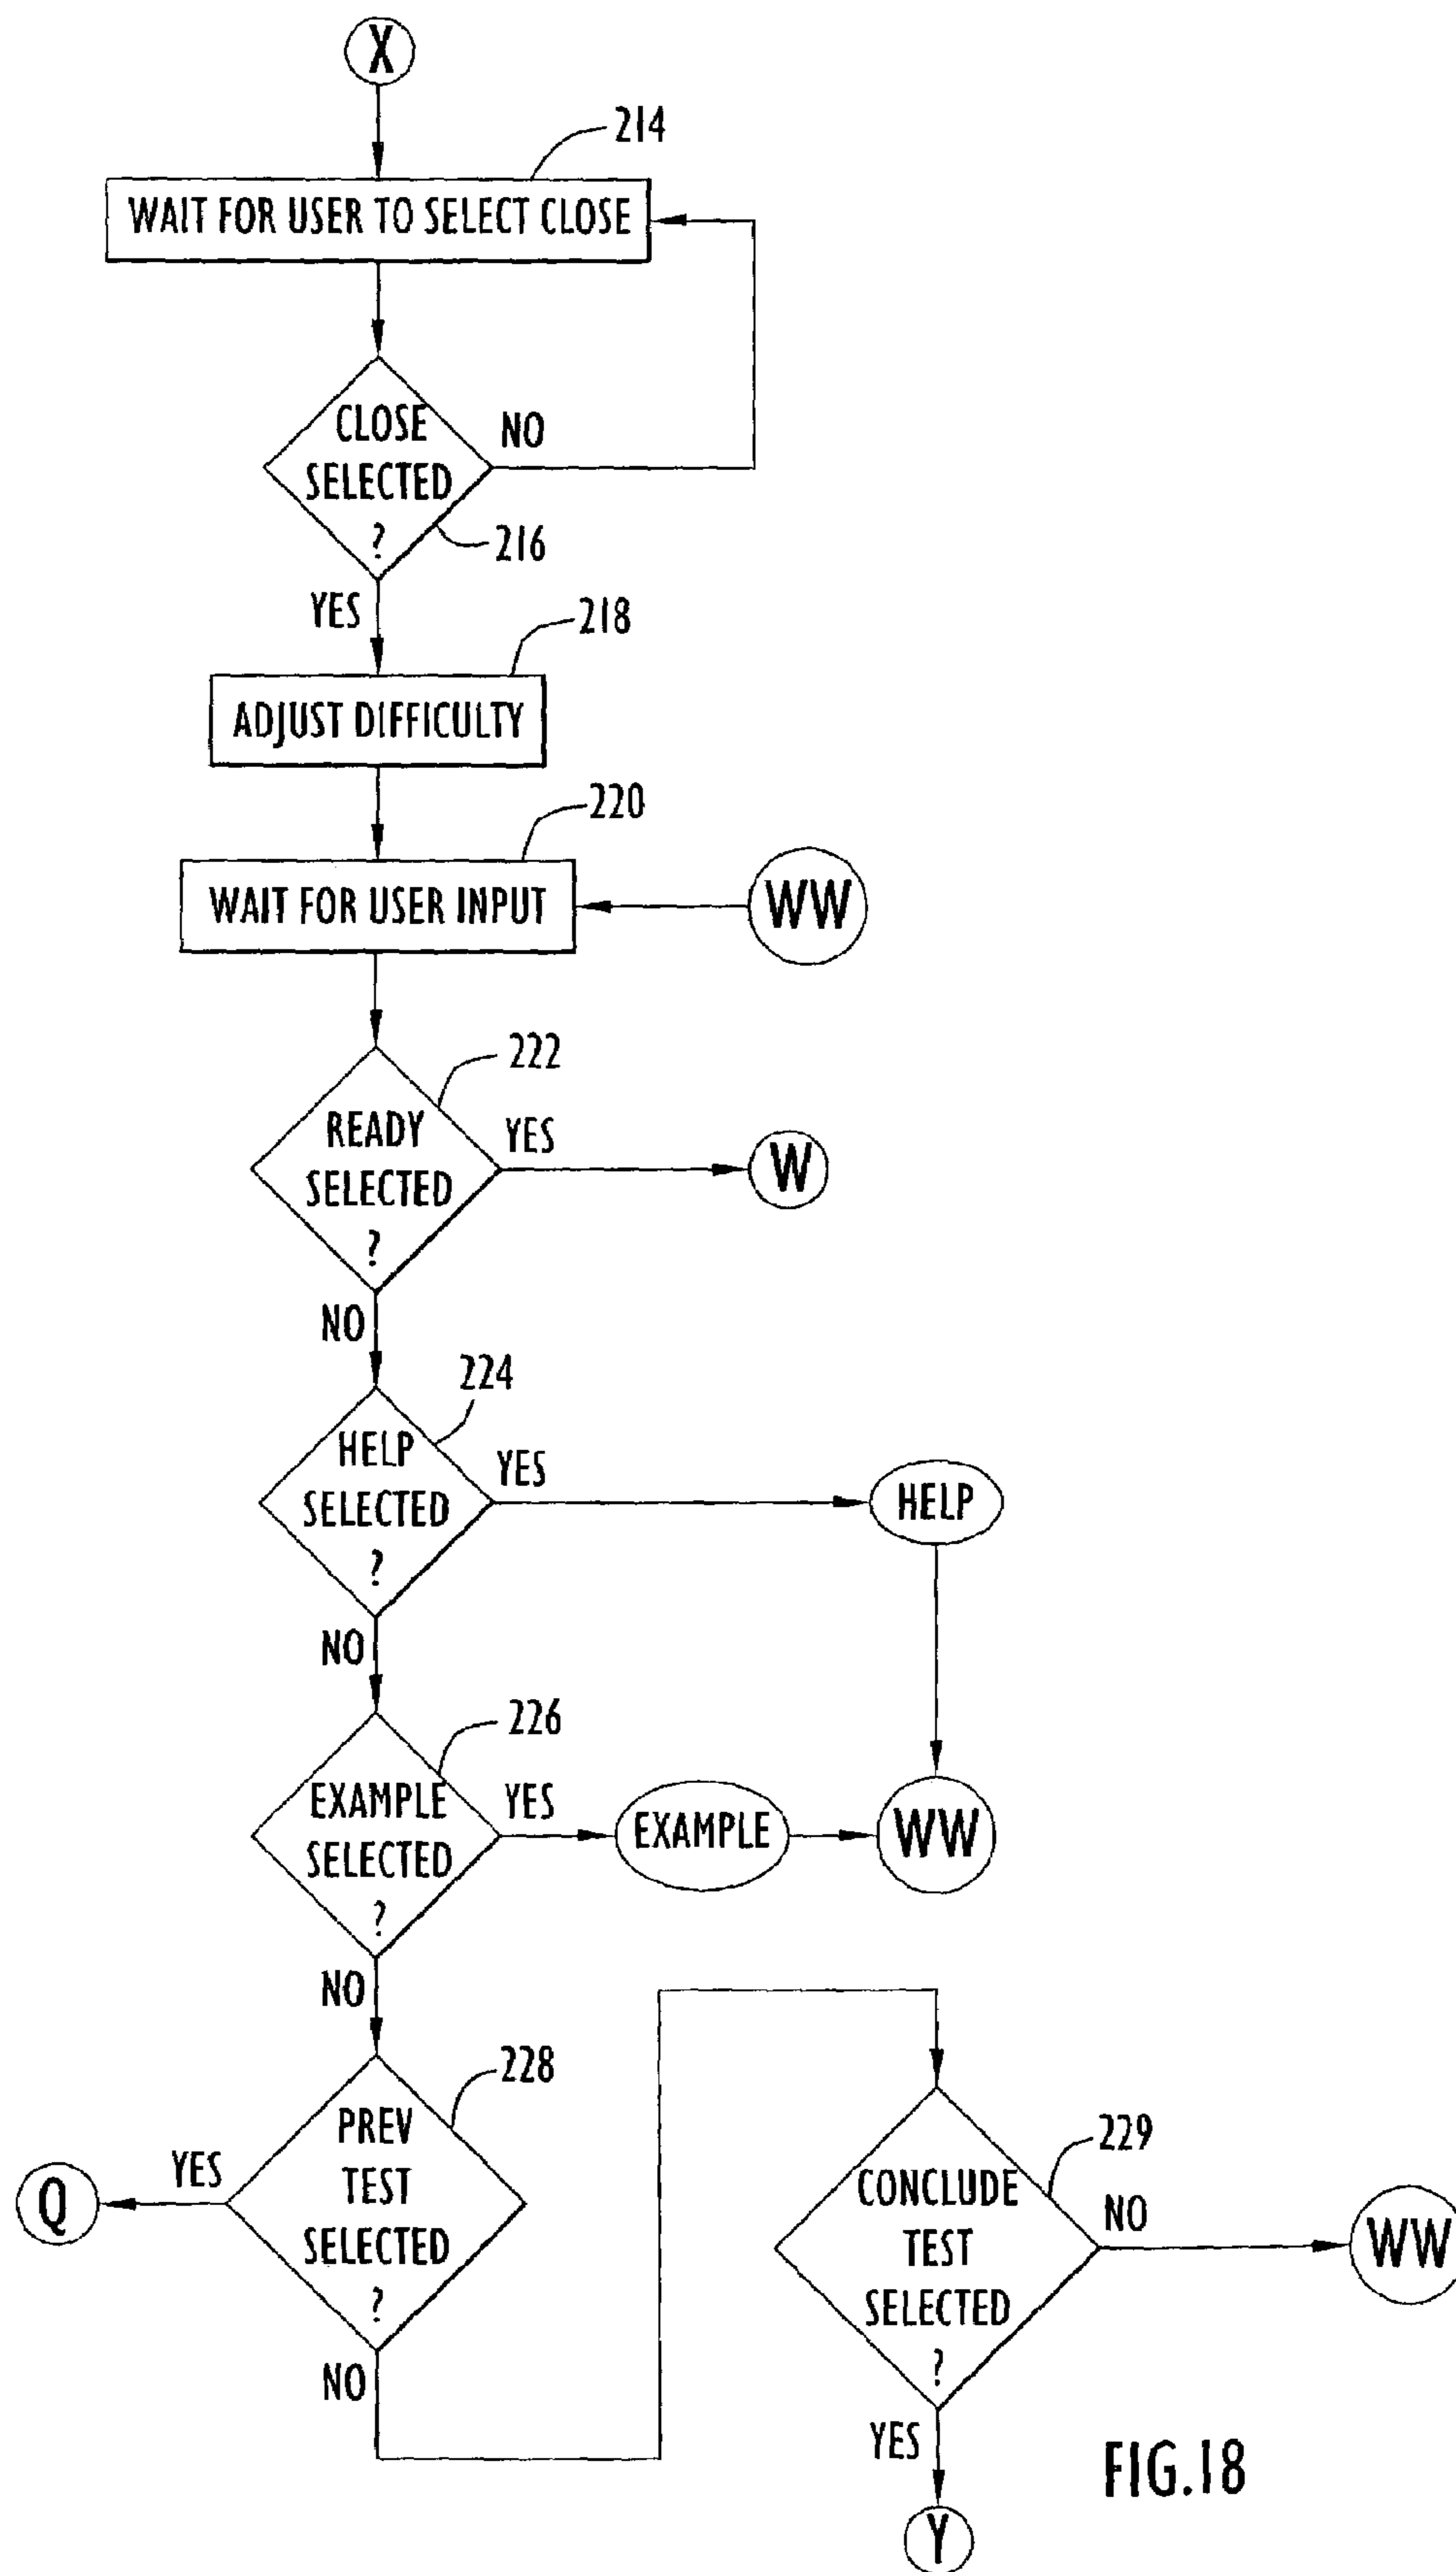 X
214
WAIT FOR USER TO SELECT CLOSE
CLOSE
SELECTED
?
NO
216
YES
218
ADJUST DIFFICULTY
220
WAIT FOR USER INPUT
WW
222
READY
SELECTED
?
YES
W
NO
224
HELP
SELECTED
?
YES
HELP
NO
226
EXAMPLE
SELECTED
?
YES
EXAMPLE
WW
NO
228
PREV
TEST
SELECTED
?
YES
Q
NO
229
CONCLUDE
TEST
SELECTED
?
NO
WW
YES
Y
FIG.18